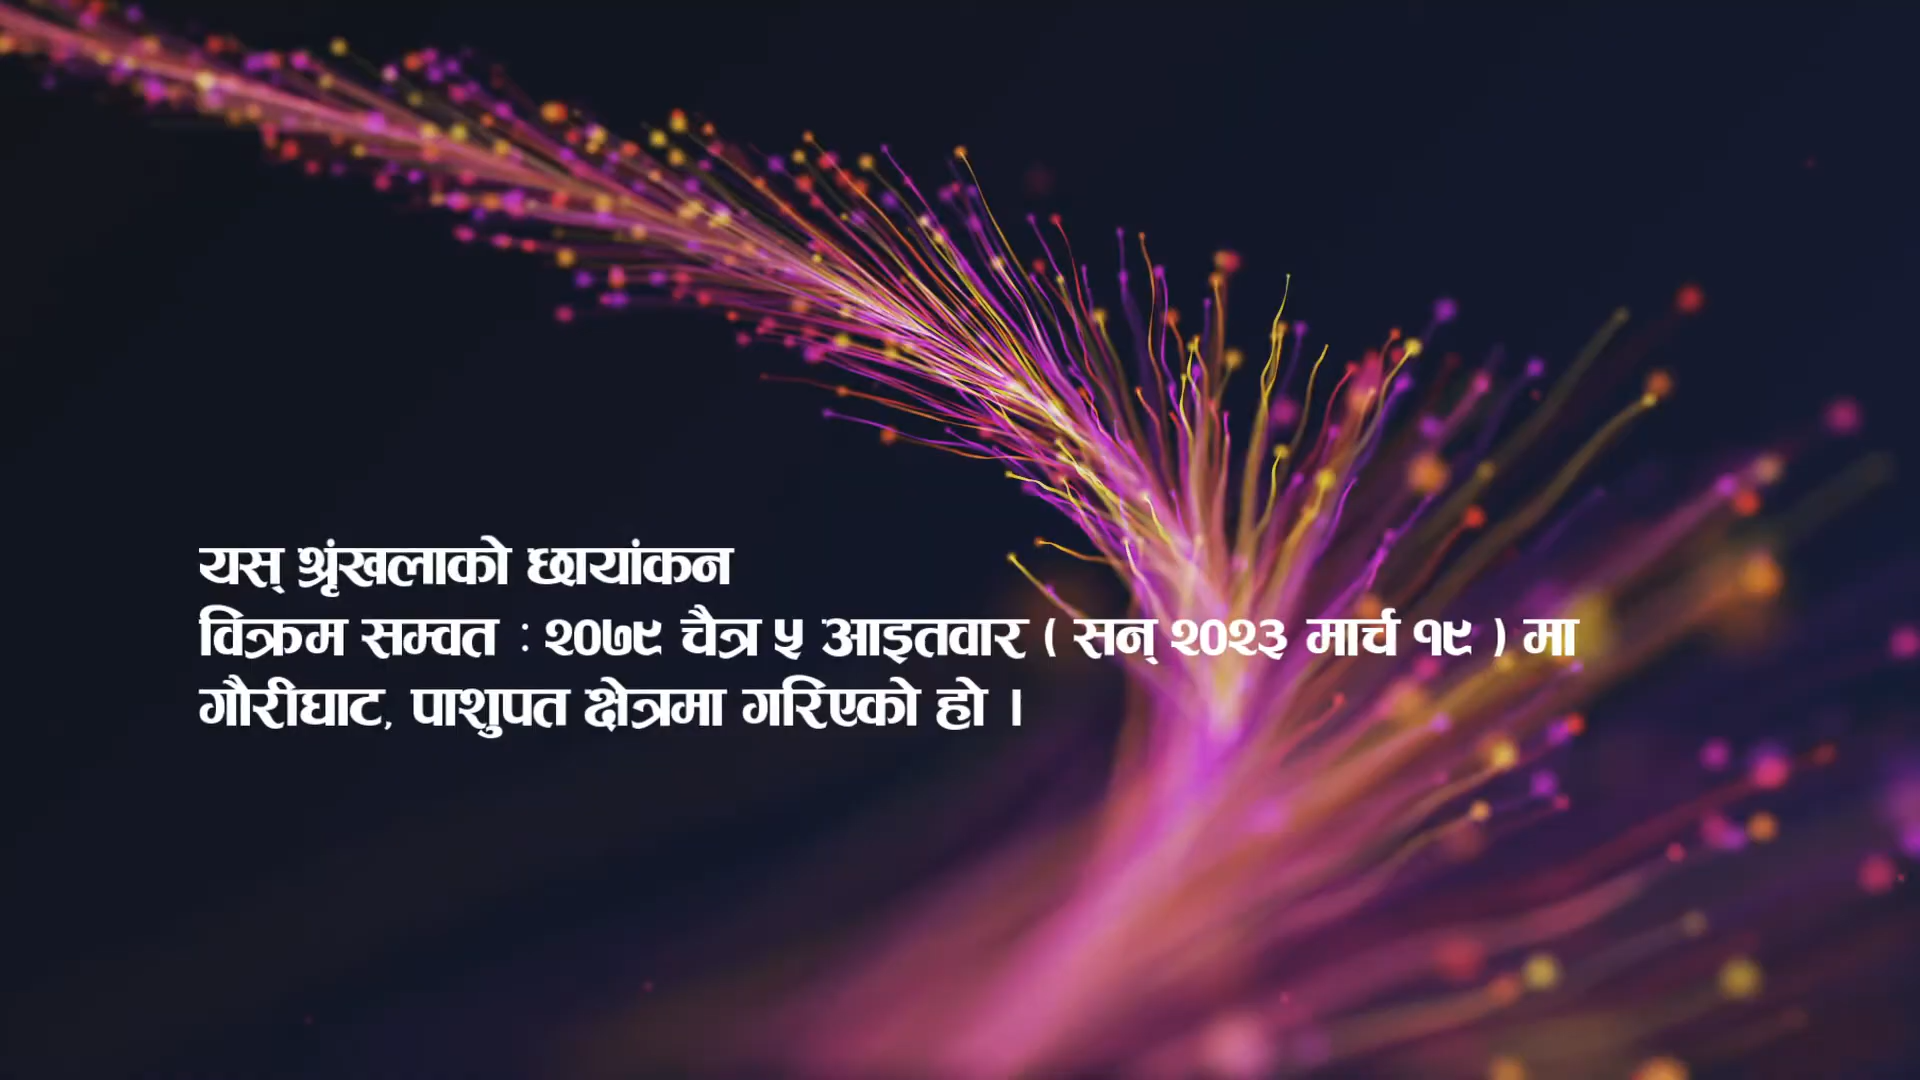 यस् श्रृंखलाको छायांकन
विक्रम सम्वत : २०७९ चैत्र ५ आइतवार ( सन् २०२३ मार्च १९ ) मा
गौरीघाट, पाशुपत क्षेत्रमा गरिएको हो ।